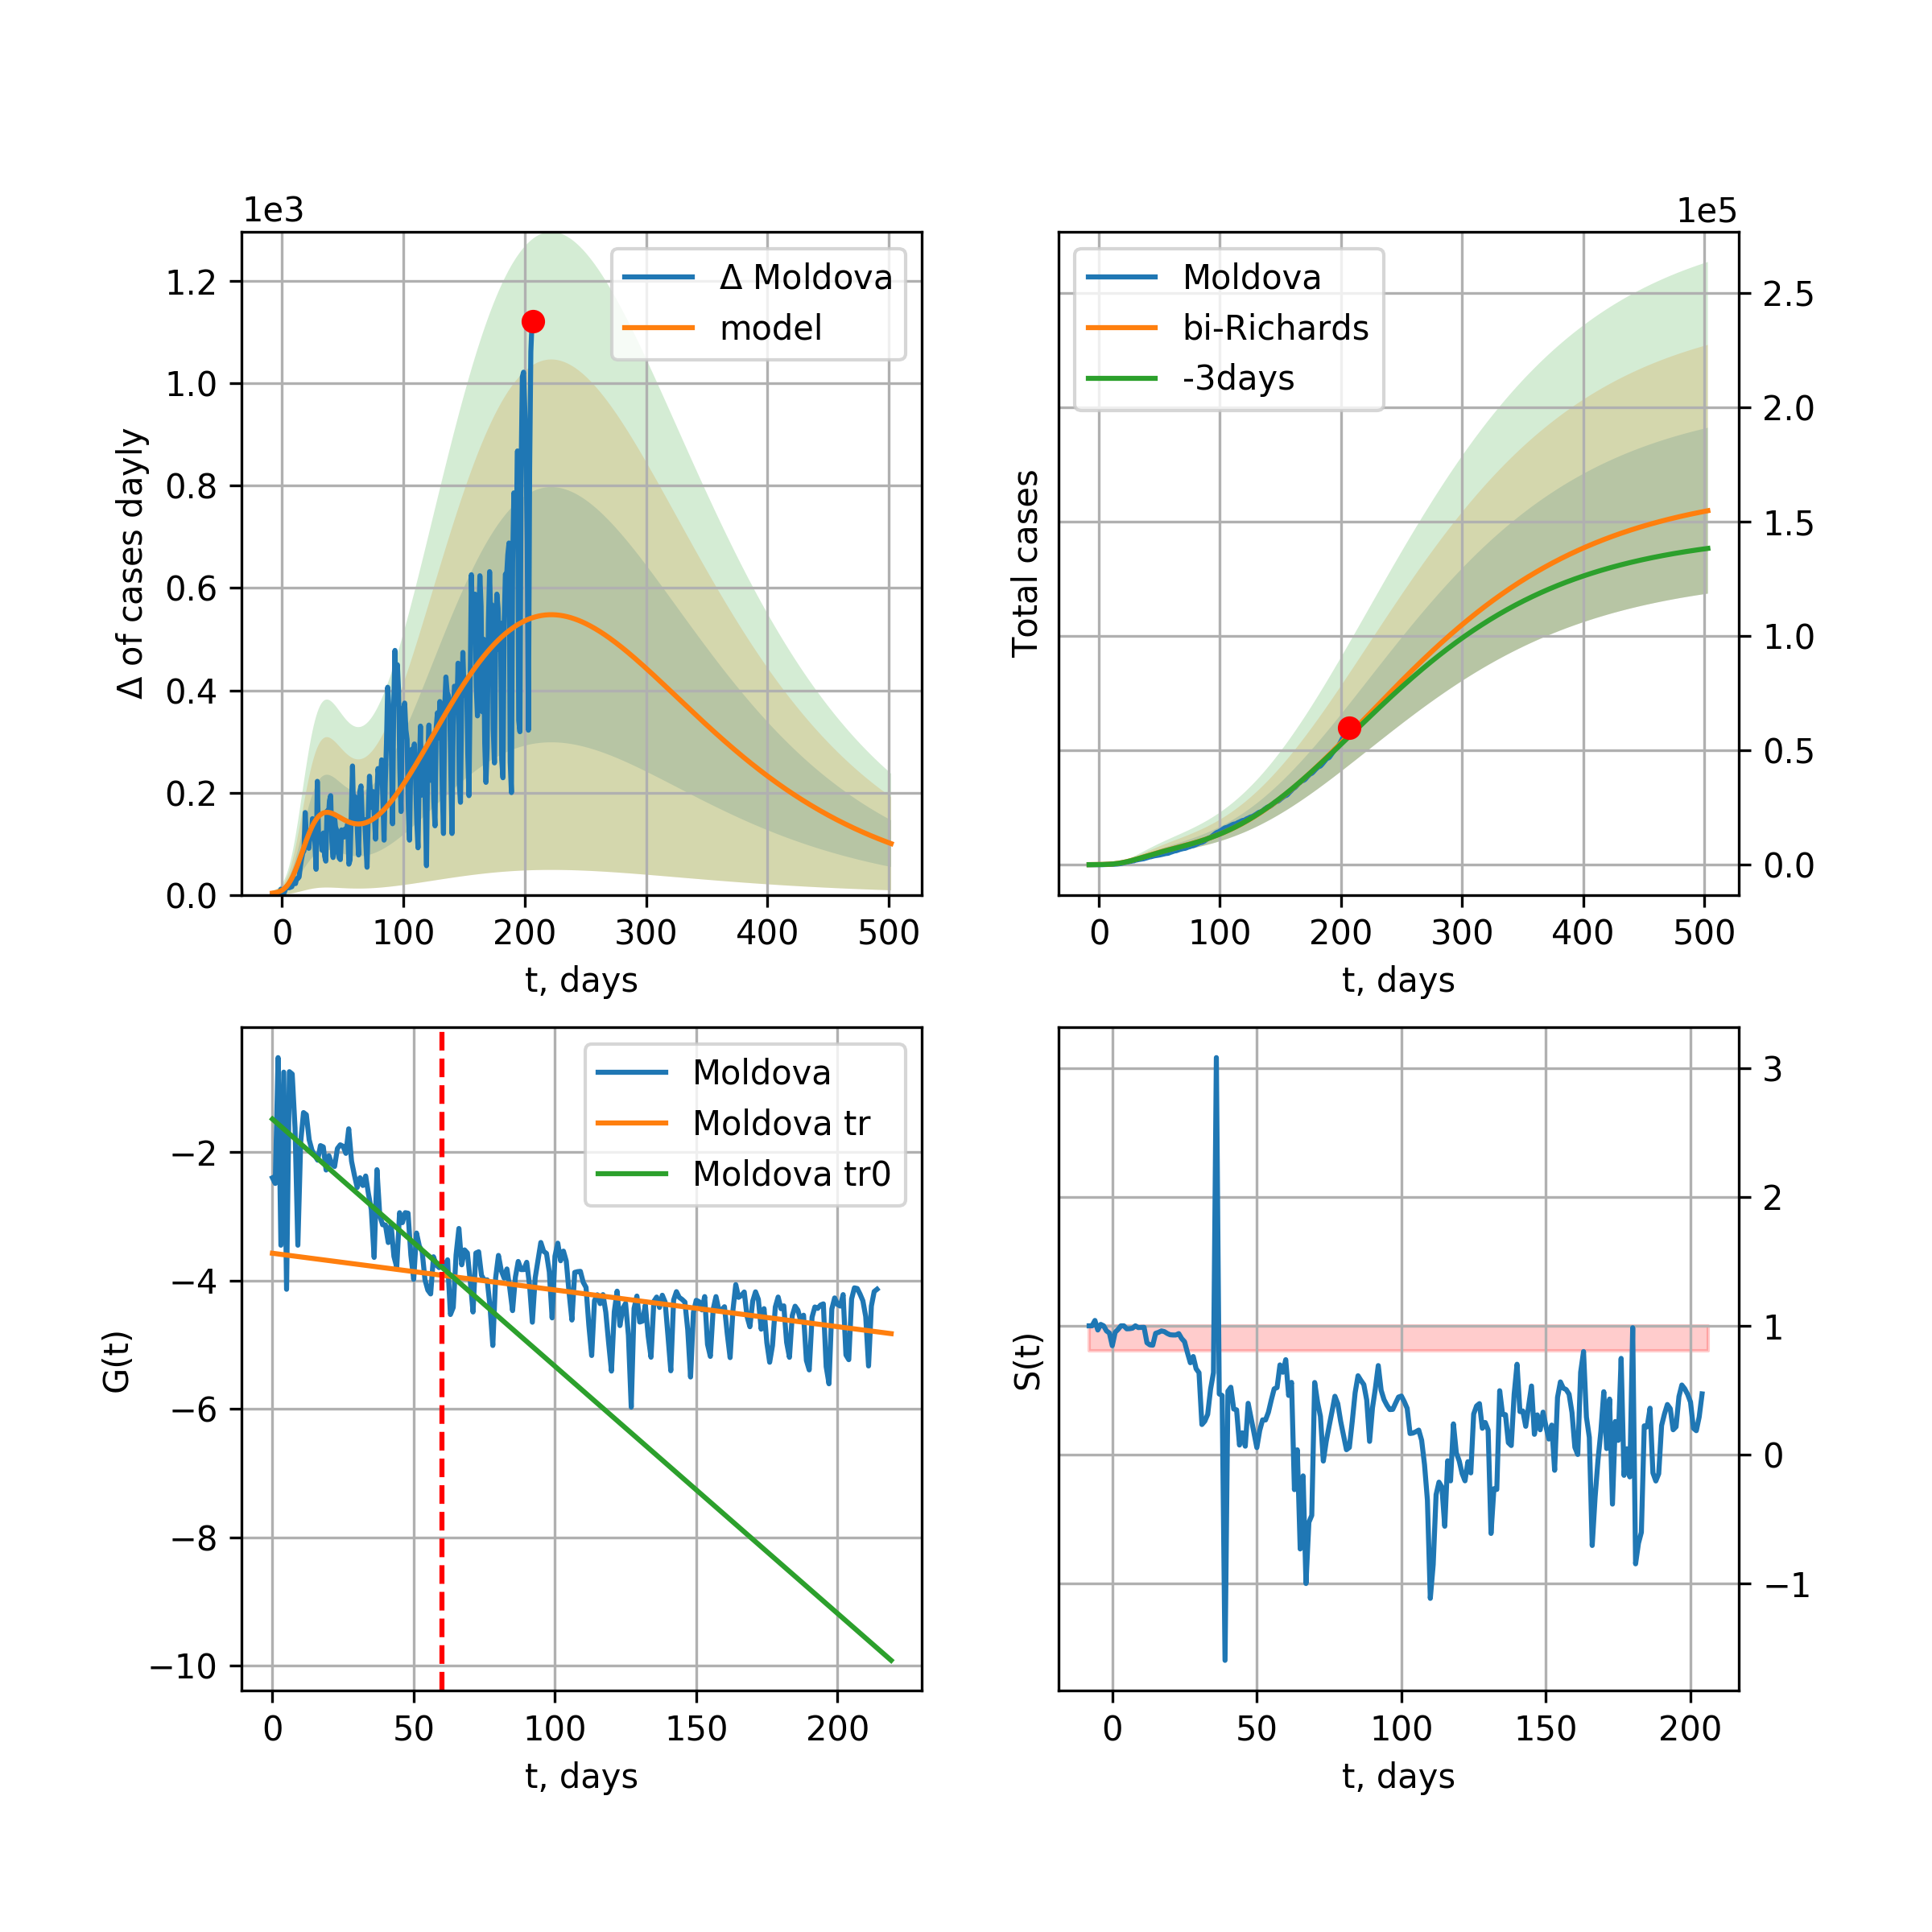 1e3
1.2
1.0
0.8
0.6
0.4
0.2
0.0
Δ of cases dayly
Δ Moldova
model
0 100 200 300 400 500
t, days
1e5
Moldova
bi-Richards
-3days
Total cases
2.5
2.0
1.5
1.0
0.5
0.0
0 100 200 300 400 500
t, days
Moldova
Moldova tr
Moldova tr0
G(t)
−2
−4
−6
−8
−10
0 50 100 150 200
t, days
S(t)
3
2
1
0
−1
0 50 100 150 200
t, days